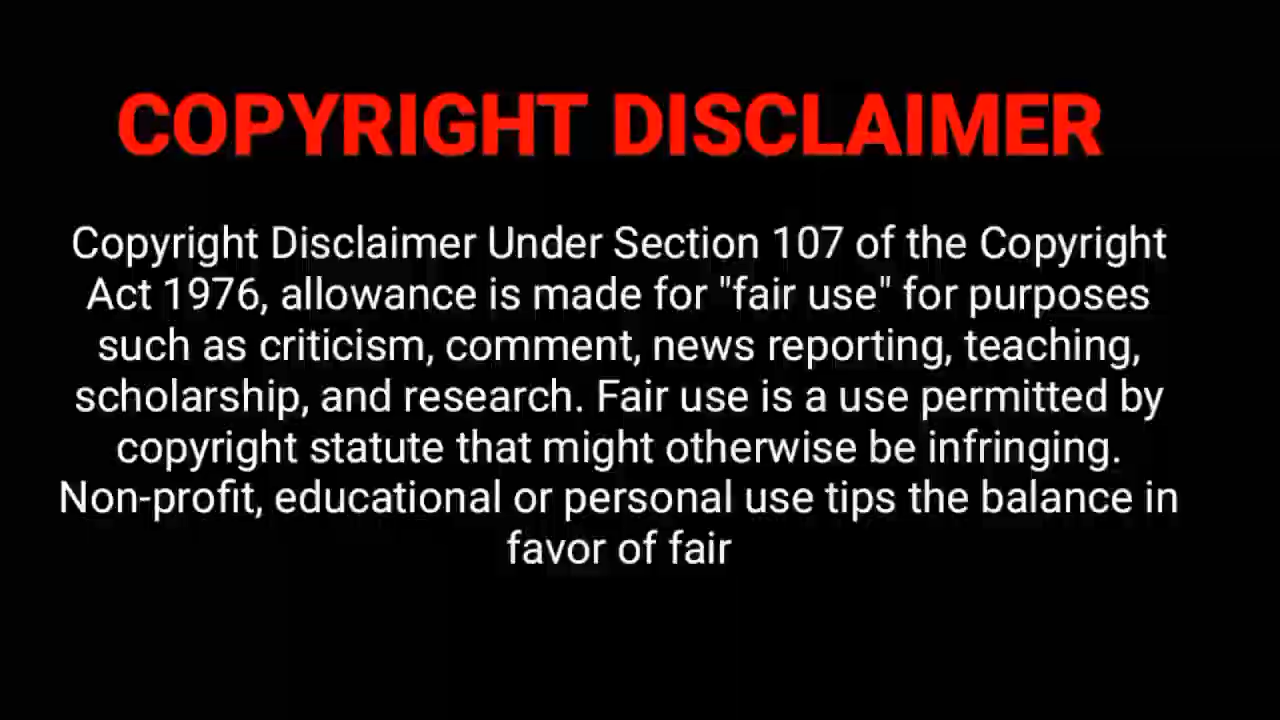 COPYRIGHT DISCLAIMER
Copyright Disclaimer Under Section 107 of the Copyright
Act 1976, allowance is made for "fair use" for purposes
such as criticism, comment, news reporting, teaching,
scholarship, and research. Fair use is a use permitted by
copyright statute that might otherwise be infringing.
Non-profit, educational or personal use tips the balance in
favor of fair